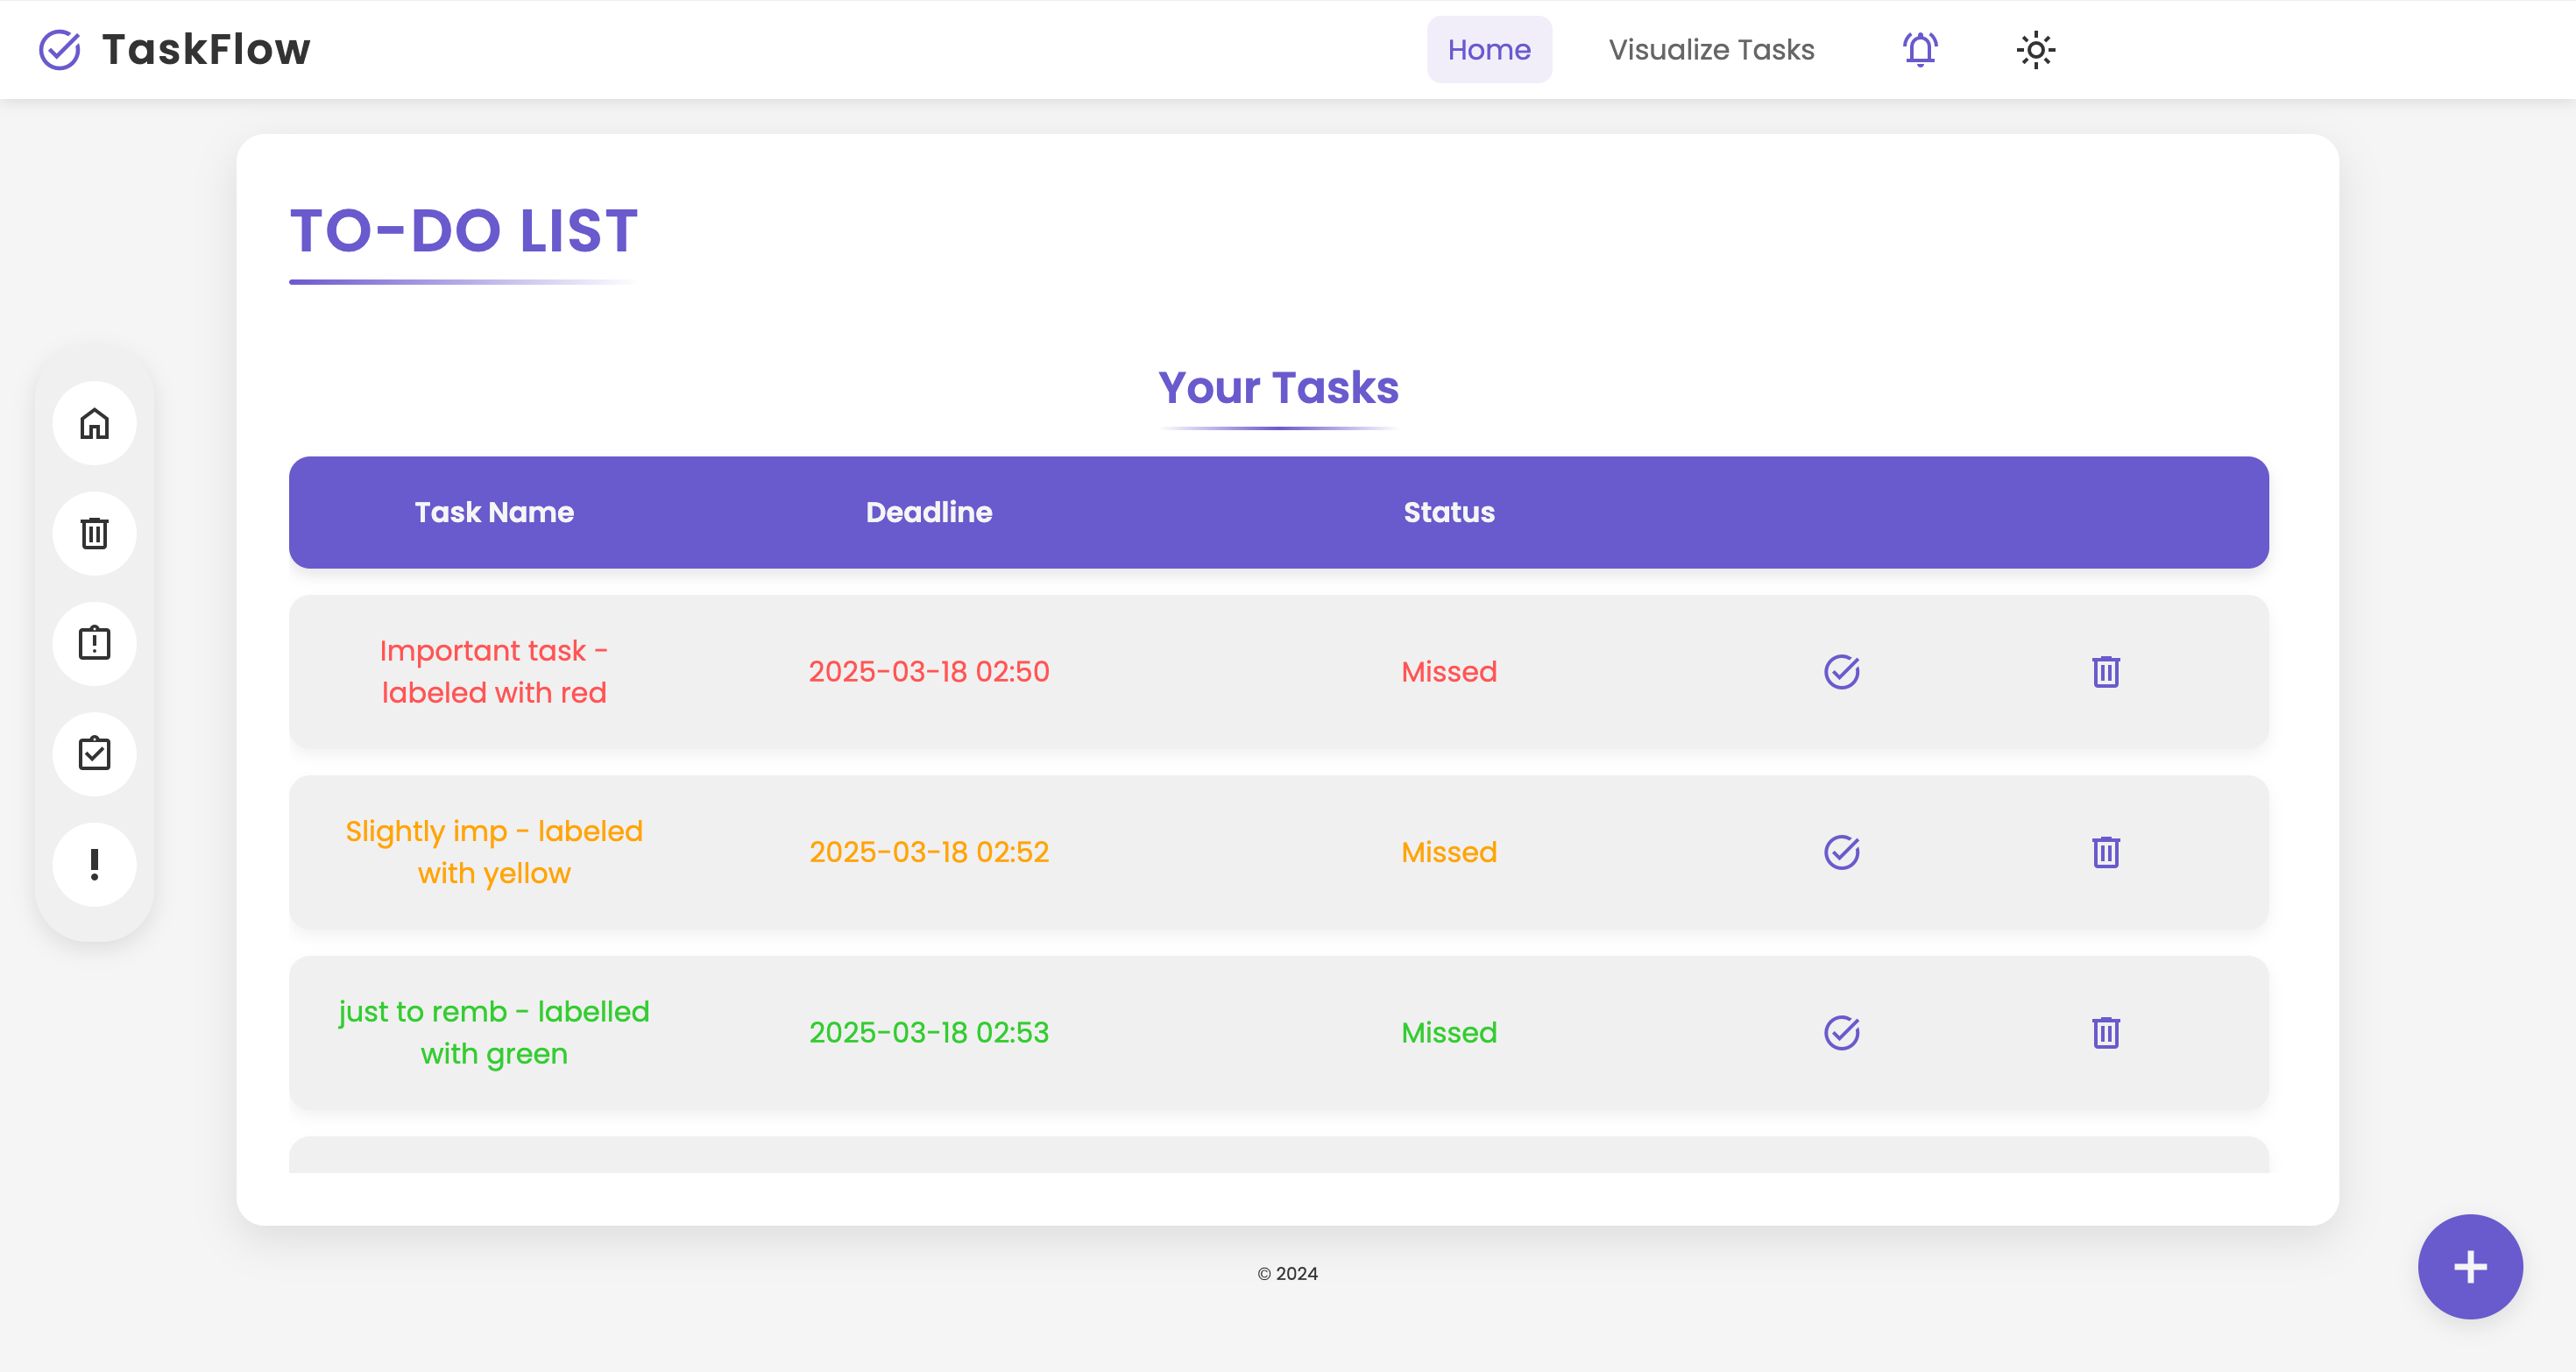 TaskFlow
Home
Visualize Tasks
TO-DO LIST
Your Tasks
Task Name
Deadline
Status
Important task -
labeled with red
2025-03-18 02:50
Missed
Slightly imp - labeled
with yellow
2025-03-18 02:52
Missed
just to remb - labelled
with green
2025-03-18 02:53
Missed
© 2024